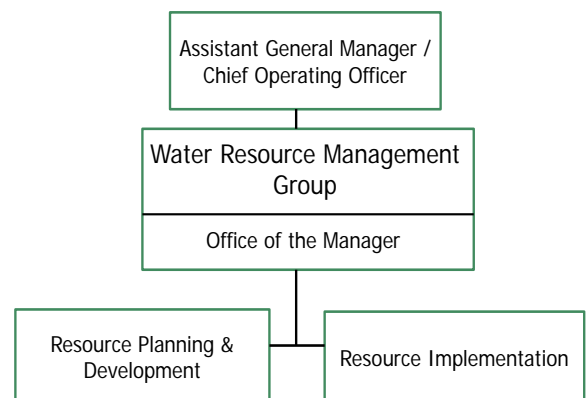 Assistant General Manager /
Chief Operating Officer
Water Resource Management
Group
Office of the Manager
Resource Planning &
Development
Resource Implementation